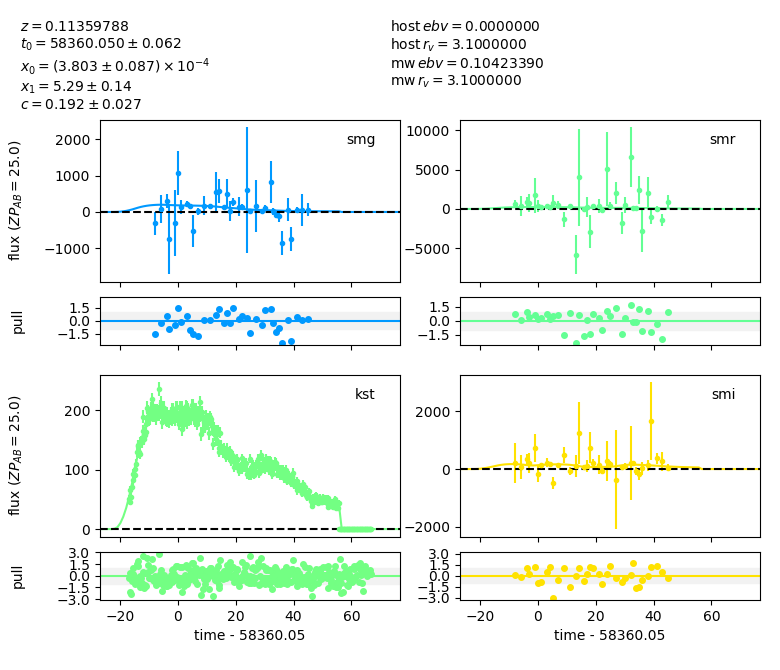 z = 0.11359788
t₀ = 58360.050 ± 0.062
x₀ = (3.803 ± 0.087) × 10⁻⁴
x₁ = 5.29 ± 0.14
c = 0.192 ± 0.027
host ebv = 0.0000000
host r_v = 3.1000000
mw ebv = 0.10423390
mw r_v = 3.1000000
flux (ZP_AB = 25.0)
2000
1000
0
−1000
smg
10000
5000
0
−5000
smr
pull
1.5
0.0
−1.5
1.5
0.0
−1.5
flux (ZP_AB = 25.0)
200
100
0
kst
2000
0
−2000
smi
pull
3.0
1.5
0.0
−1.5
−3.0
3.0
1.5
0.0
−1.5
−3.0
−20 0 20 40 60
−20 0 20 40 60
time - 58360.05
time - 58360.05